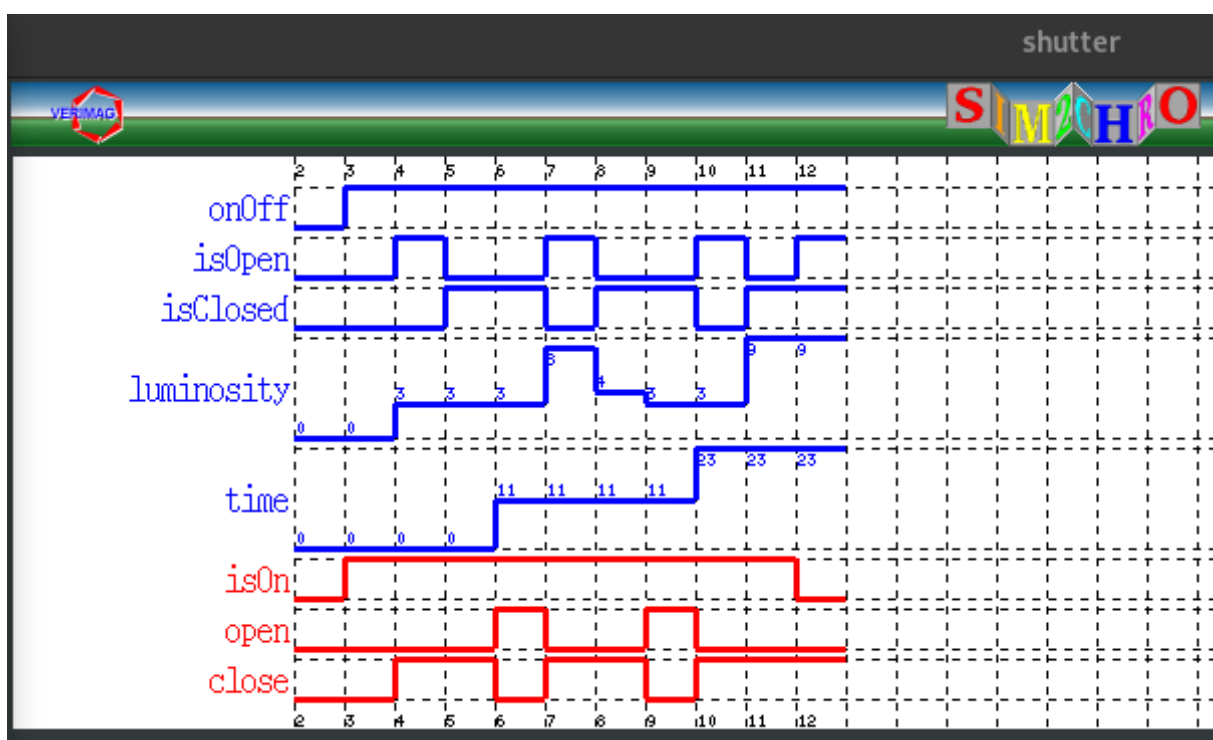 shutter
VERIMAG
SIM2CHRO
2 3 4 5 6 7 8 9 10 11 12
onOff
isOpen
isClosed
8 9 9
luminosity 3 3 3 4 3 3
0 0
23 23 23
time 11 11 11 11
0 0 0 0
isOn
open
close
2 3 4 5 6 7 8 9 10 11 12